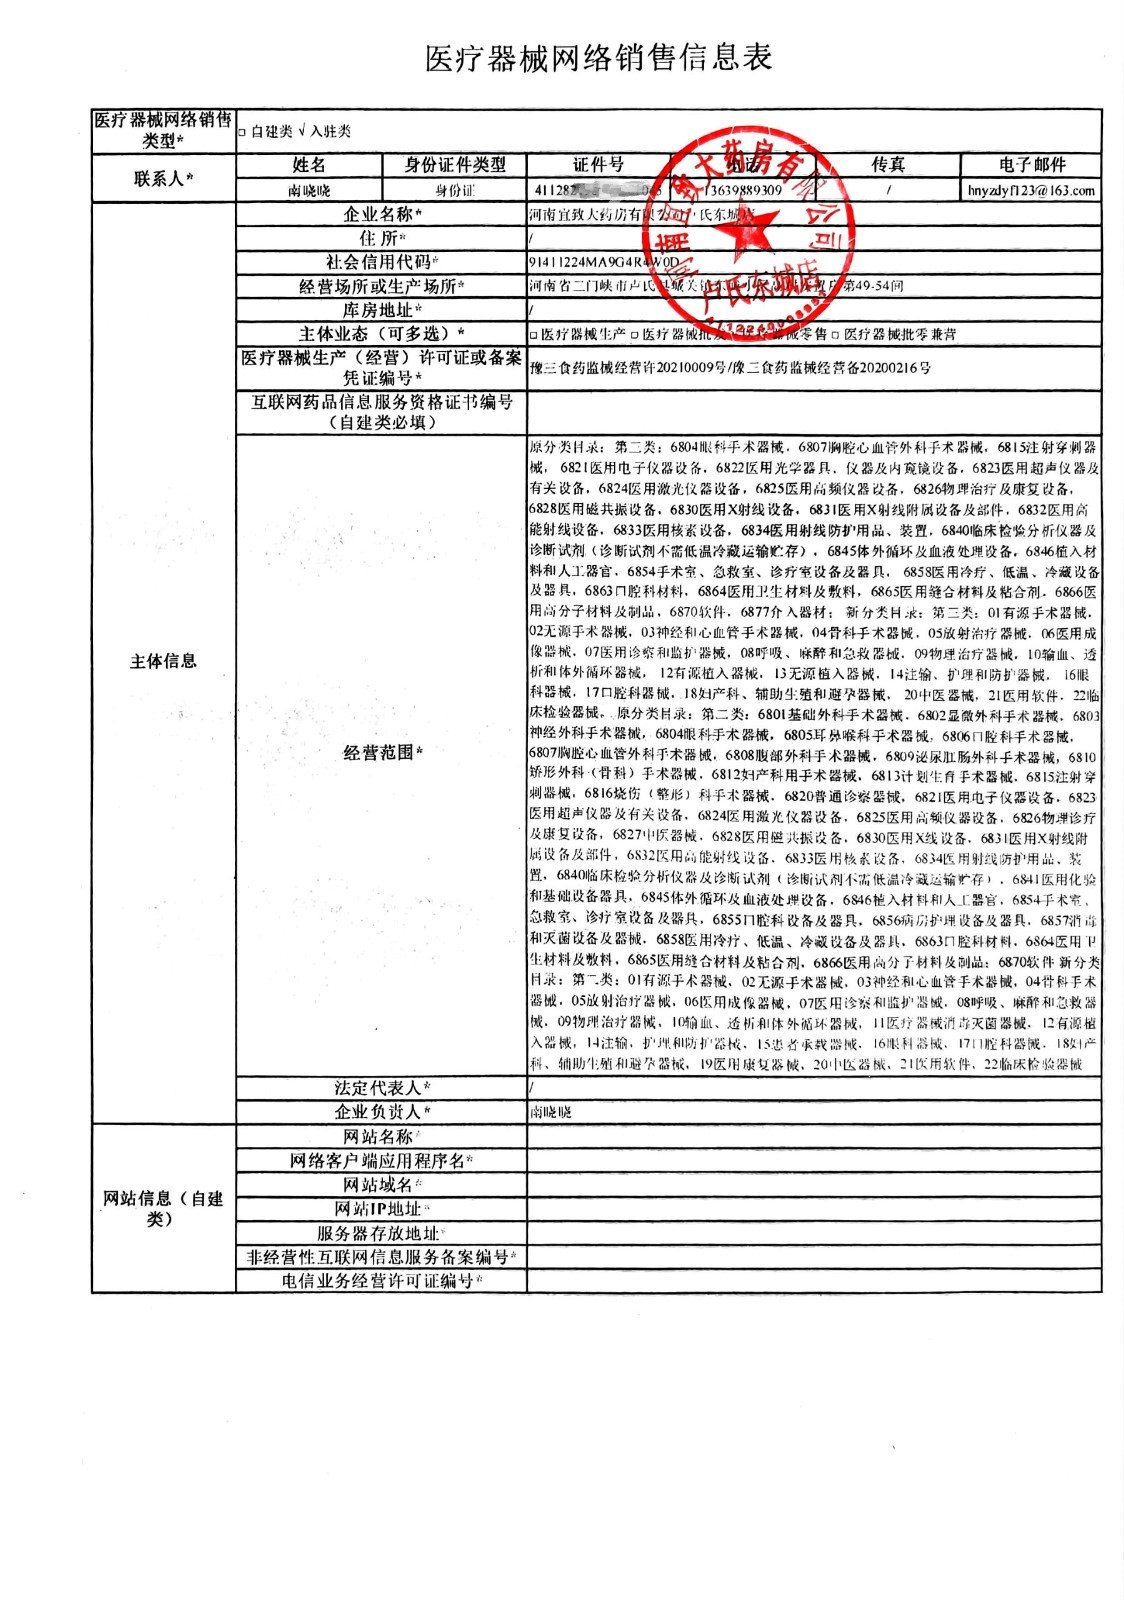 医疗器械网络销售信息表
医疗器械网络销售
类型*
□ 自建类 √ 入驻类
联系人*
姓名
身份证件类型
证件号
电话
传真
电子邮件
南晓晓
身份证
411282
13639889309
/
hnyzdyf123@163.com
主体信息
企业名称*
河南宜致大药房有限公司卢氏东城店
住所*
/
社会信用代码*
91411224MA9G4R4W0D
经营场所或生产场所*
河南省三门峡市卢氏县城关镇 第49-54间
库房地址*
/
主体业态（可多选）*
□ 医疗器械生产 □ 医疗器械批发 医疗器械零售 □ 医疗器械批零兼营
医疗器械生产（经营）许可证或备案
凭证编号*
豫三食药监械经营许20210009号/豫三食药监械经营备20200216号
互联网药品信息服务资格证书编号
（自建类必填）
经营范围*
原分类目录：第三类：6804眼科手术器械，6807胸腔心血管外科手术器械，6815注射穿刺器
械，6821医用电子仪器设备，6822医用光学器具、仪器及内窥镜设备，6823医用超声仪器及
有关设备，6824医用激光仪器设备，6825医用高频仪器设备，6826物理治疗及康复设备，
6828医用磁共振设备，6830医用X射线设备，6831医用X射线附属设备及部件，6832医用高
能射线设备，6833医用核素设备，6834医用射线防护用品、装置，6840临床检验分析仪器及
诊断试剂（诊断试剂不需低温冷藏运输贮存），6845体外循环及血液处理设备，6846植入材
料和人工器官，6854手术室、急救室、诊疗室设备及器具，6858医用冷疗、低温、冷藏设备
及器具，6863口腔科材料，6864医用卫生材料及敷料，6865医用缝合材料及粘合剂，6866医
用高分子材料及制品，6870软件，6877介入器材；新分类目录：第三类：01有源手术器械，
02无源手术器械，03神经和心血管手术器械，04骨科手术器械，05放射治疗器械，06医用成
像器械，07医用诊察和监护器械，08呼吸、麻醉和急救器械，09物理治疗器械，10输血、透
析和体外循环器械，12有源植入器械，13无源植入器械，14注输、护理和防护器械，16眼
科器械，17口腔科器械，18妇产科、辅助生殖和避孕器械，20中医器械，21医用软件，22临
床检验器械。原分类目录：第二类：6801基础外科手术器械，6802显微外科手术器械，6803
神经外科手术器械，6804眼科手术器械，6805耳鼻喉科手术器械，6806口腔科手术器械，
6807胸腔心血管外科手术器械，6808腹部外科手术器械，6809泌尿肛肠外科手术器械，6810
矫形外科（骨科）手术器械，6812妇产科用手术器械，6813计划生育手术器械，6815注射穿
刺器械，6816烧伤（整形）科手术器械，6820普通诊察器械，6821医用电子仪器设备，6823
医用超声仪器及有关设备，6824医用激光仪器设备，6825医用高频仪器设备，6826物理诊疗
及康复设备，6827中医器械，6828医用磁共振设备，6830医用X线设备，6831医用X射线附
属设备及部件，6832医用高能射线设备，6833医用核素设备，6834医用射线防护用品、装
置，6840临床检验分析仪器及诊断试剂（诊断试剂不需低温冷藏运输贮存），6841医用化验
和基础设备器具，6845体外循环及血液处理设备，6846植入材料和人工器官，6854手术室、
急救室、诊疗室设备及器具，6855口腔科设备及器具，6856病房护理设备及器具，6857消毒
和灭菌设备及器械，6858医用冷疗、低温、冷藏设备及器具，6863口腔科材料，6864医用卫
生材料及敷料，6865医用缝合材料及粘合剂，6866医用高分子材料及制品；6870软件 新分类
目录：第二类：01有源手术器械，02无源手术器械，03神经和心血管手术器械，04骨科手术
器械，05放射治疗器械，06医用成像器械，07医用诊察和监护器械，08呼吸、麻醉和急救器
械，09物理治疗器械，10输血、透析和体外循环器械，11医疗器械消毒灭菌器械，12有源植
入器械，14注输、护理和防护器械，15患者承载器械，16眼科器械，17口腔科器械，18妇产
科、辅助生殖和避孕器械，19医用康复器械，20中医器械，21医用软件，22临床检验器械
法定代表人*
/
企业负责人*
南晓晓
网站信息（自建
类）
网站名称*
网络客户端应用程序名*
网站域名*
网站IP地址*
服务器存放地址*
非经营性互联网信息服务备案编号*
电信业务经营许可证编号*
河南宜致大药房有限公司
卢氏东城店